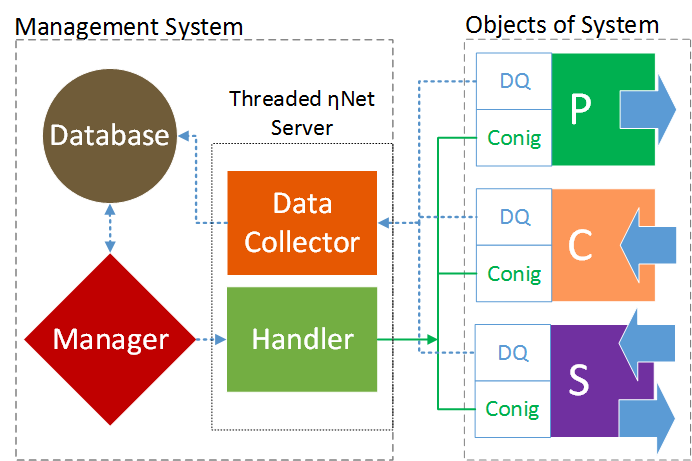 Management System
Objects of System
Threaded ηNet
Server
Database
Data
Collector
Manager
Handler
DQ
Conig
P
DQ
Conig
C
DQ
Conig
S